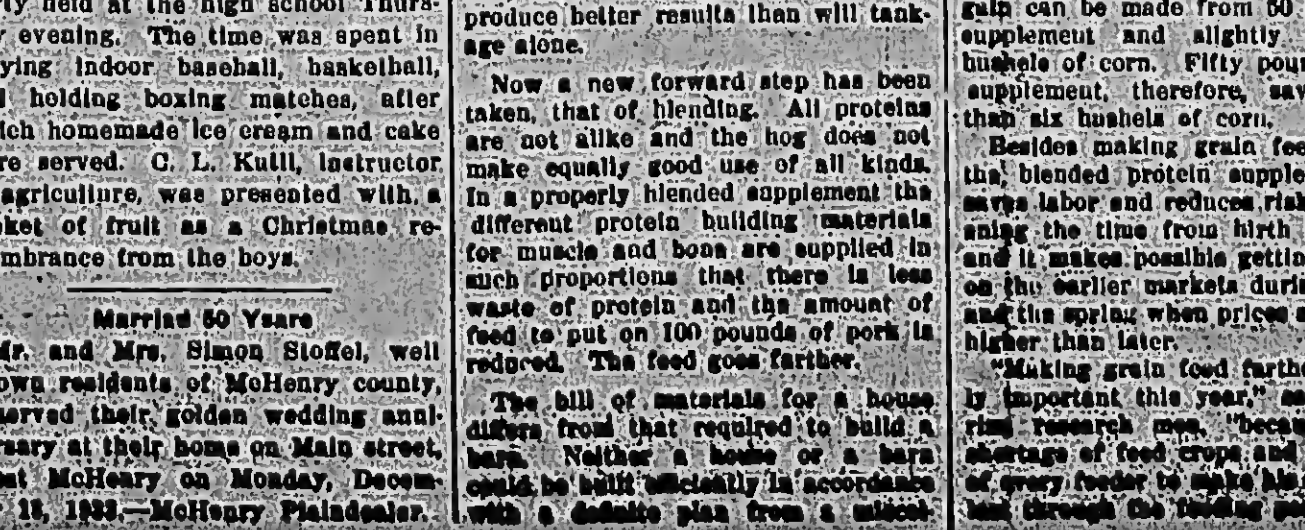 ty held at the high school Thurs-
y evening. The time was spent in
ying indoor baseball, basketball,
d holding boxing matches, after
ich homemade ice cream and cake
re served. C. L. Kutil, instructor
agriculture, was presented with a
ket of fruit as a Christmas re-
mbrance from the boys.
Married 50 Years
Mr. and Mrs. Simon Stoffel, well
own residents of McHenry county,
served their golden wedding anni-
rsary at their home on Main street,
st McHenry on Monday, Decem-
18, 1933.—McHenry Plaindealer.
produce better results than will tank-
age alone.
Now a new forward step has been
taken, that of blending. All proteins
are not alike and the hog does not
make equally good use of all kinds.
In a properly blended supplement the
different protein building materials
for muscle and bone are supplied in
such proportions that there is less
waste of protein and the amount of
feed to put on 100 pounds of pork is
reduced. The feed goes farther.
The bill of materials for a house
differs from that required to build a
barn. Neither a house or a barn
could be built efficiently in accordance
with a definite plan from a miscel-
gain can be made from 50
supplement and slightly
bushels of corn. Fifty pour
supplement, therefore, sav
than six bushels of corn.
Besides making grain fee
the blended protein supple
saves labor and reduces risk
ening the time from birth
and it makes possible gettin
on the earlier markets durin
and the spring when prices a
higher than later.
"Making grain feed farthe
ly important this year," sa
rina research men, "becau
shortage of feed crops and
of every feeder to make his
last through the feeding